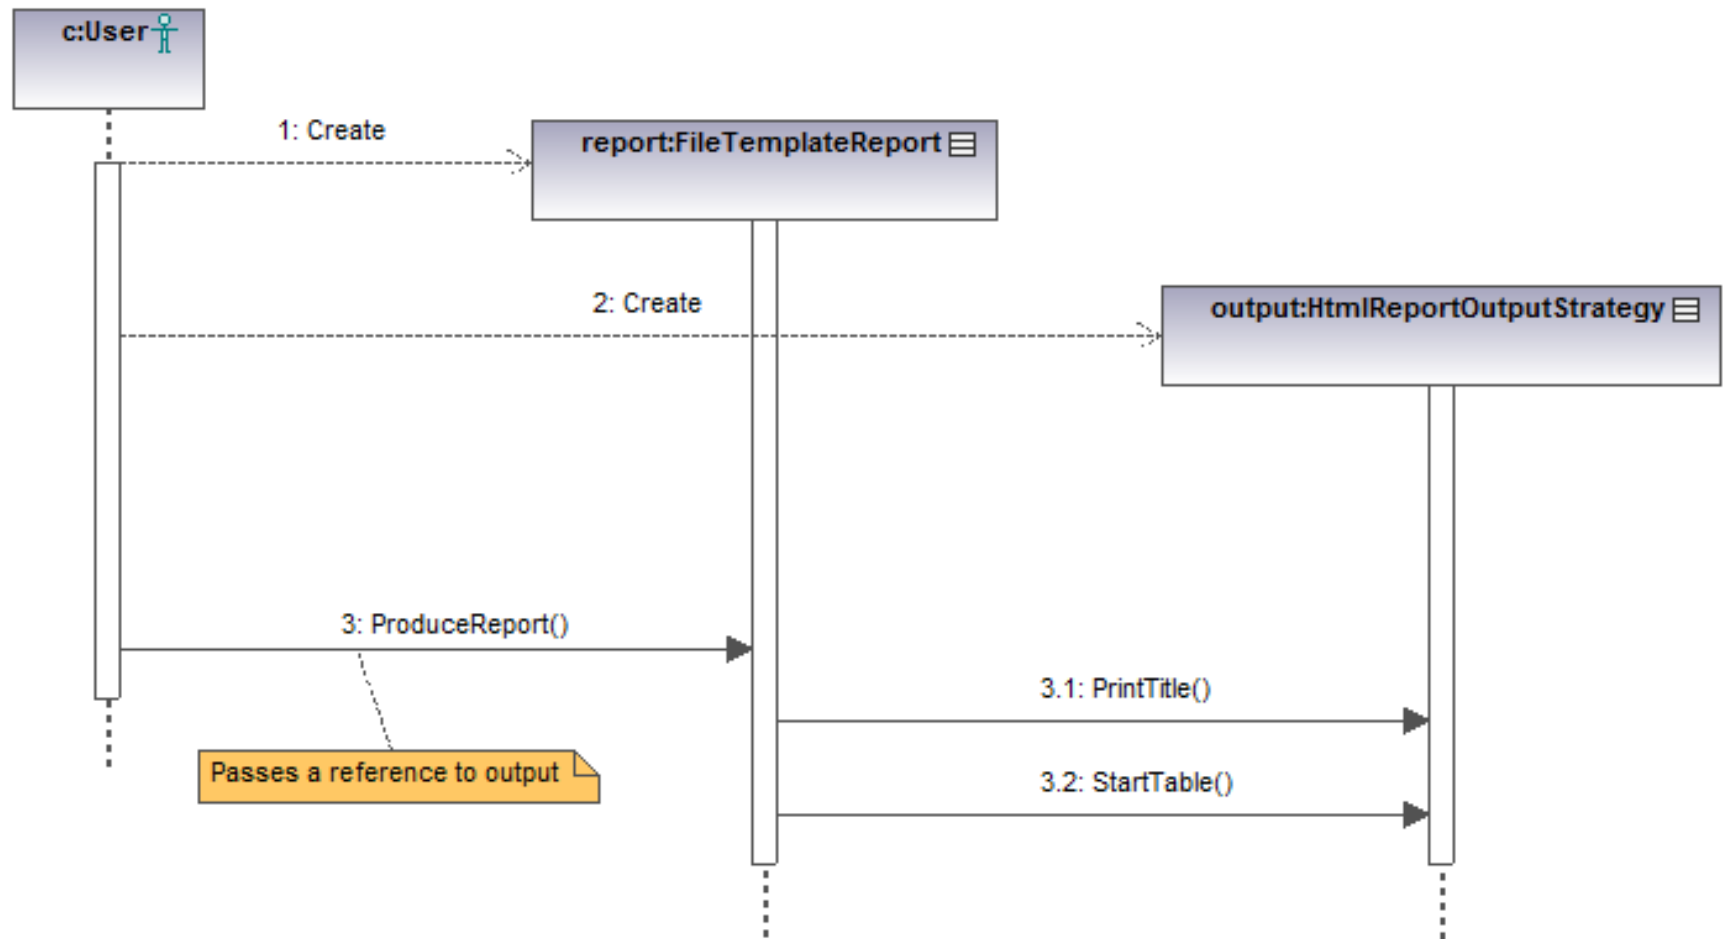 c:User
1: Create
report:FileTemplateReport
2: Create
output:HtmlReportOutputStrategy
3: ProduceReport()
3.1: PrintTitle()
Passes a reference to output
3.2: StartTable()